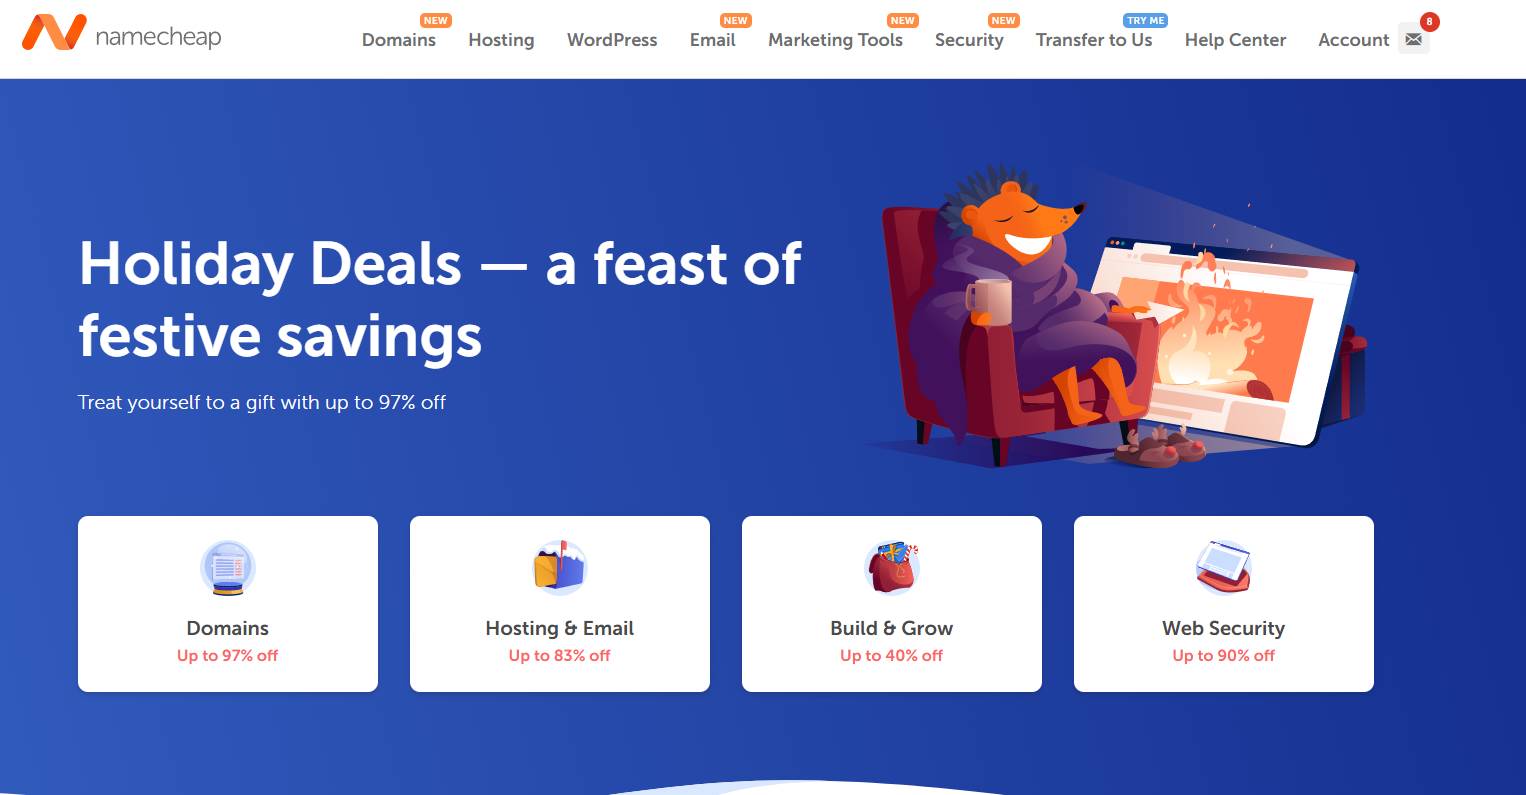 namecheap
NEW NEW NEW NEW TRY ME 8
Domains Hosting WordPress Email Marketing Tools Security Transfer to Us Help Center Account
Holiday Deals — a feast of
festive savings
Treat yourself to a gift with up to 97% off
Domains
Up to 97% off
Hosting & Email
Up to 83% off
Build & Grow
Up to 40% off
Web Security
Up to 90% off